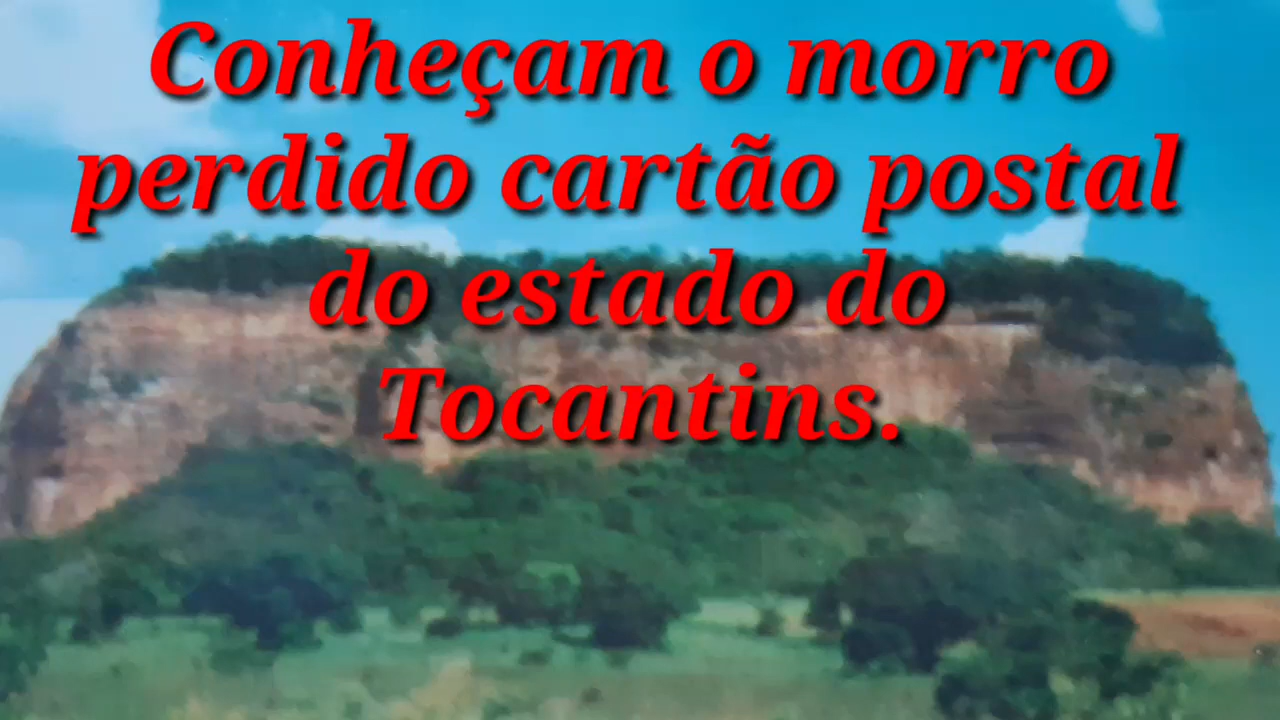 Conheçam o morro
perdido cartão postal
do estado do
Tocantins.